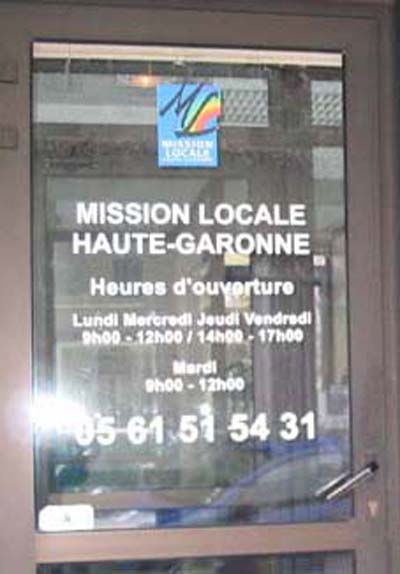 MISSION
LOCALE
MISSION LOCALE
HAUTE-GARONNE
Heures d'ouverture
Lundi Mercredi Jeudi Vendredi
9h00 - 12h00 / 14h00 - 17h00
Mardi
9h00 - 12h00
05 61 51 54 31